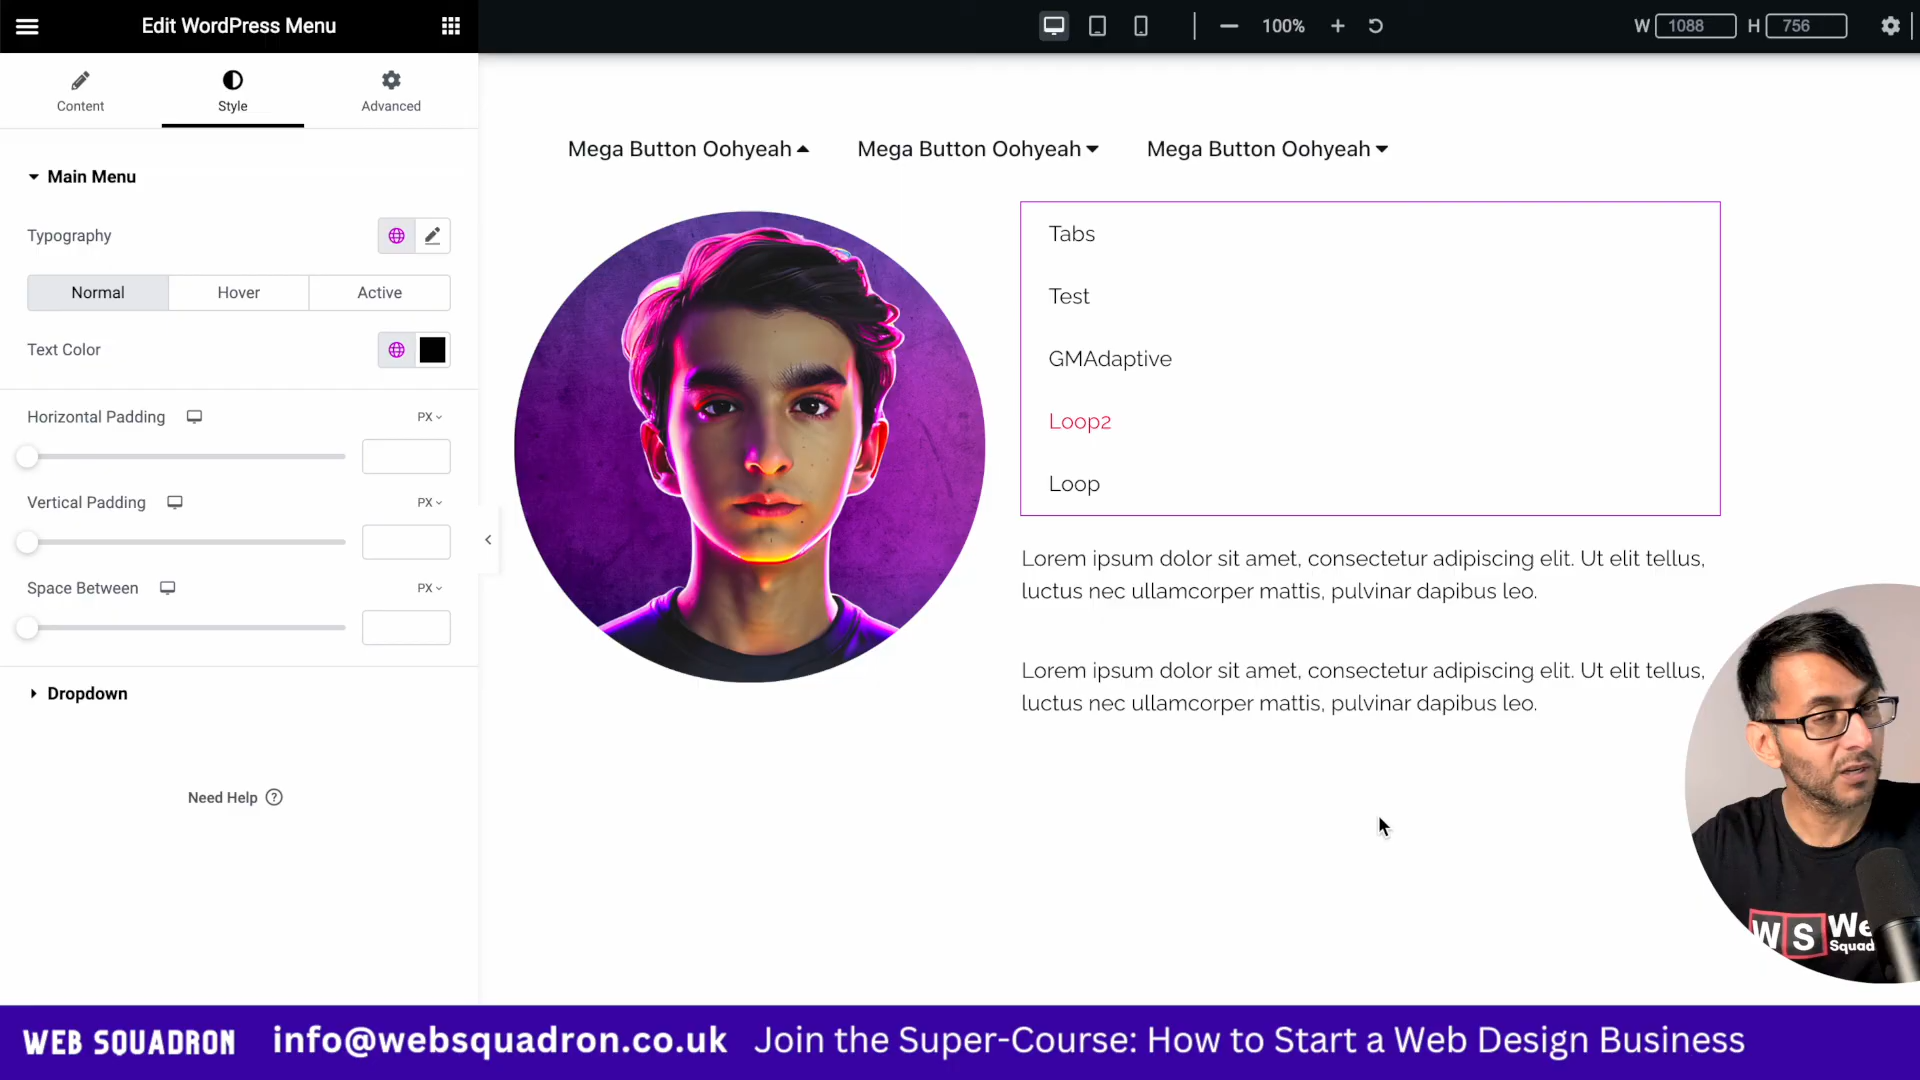 Edit WordPress Menu
100%
W 1088 H 756
Content Style Advanced
Mega Button Oohyeah Mega Button Oohyeah Mega Button Oohyeah
Main Menu
Typography
Normal Hover Active
Text Color
Horizontal Padding PX
Vertical Padding PX
Space Between PX
Dropdown
Need Help ?
Tabs
Test
GMAdaptive
Loop2
Loop
Lorem ipsum dolor sit amet, consectetur adipiscing elit. Ut elit tellus,
luctus nec ullamcorper mattis, pulvinar dapibus leo.
Lorem ipsum dolor sit amet, consectetur adipiscing elit. Ut elit tellus,
luctus nec ullamcorper mattis, pulvinar dapibus leo.
W S We
Squad
WEB SQUADRON info@websquadron.co.uk Join the Super-Course: How to Start a Web Design Business